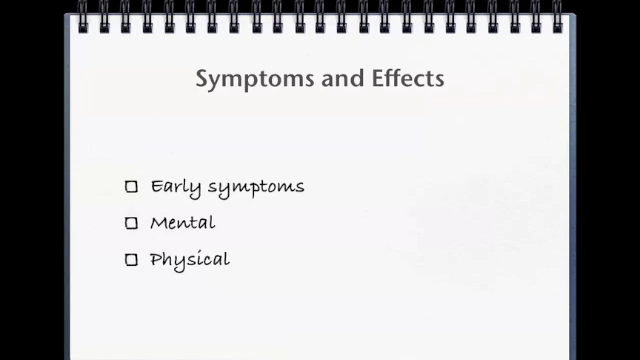 Symptoms and Effects
Early symptoms
Mental
Physical